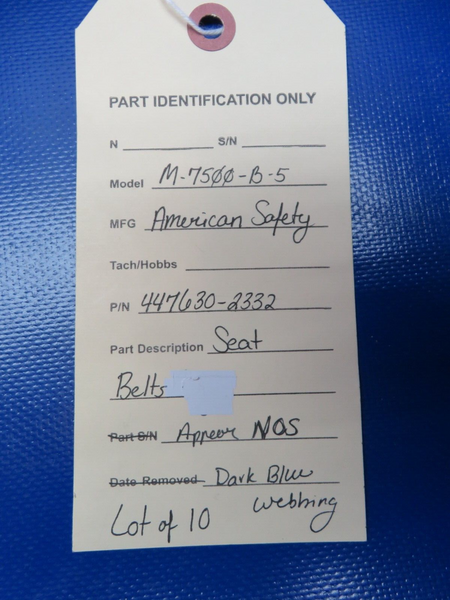 PART IDENTIFICATION ONLY
N S/N
Model M-7500-B-5
MFG American Safety
Tach/Hobbs
P/N 447630-2332
Part Description Seat
Belts
Part S/N Appear NOS
Date Removed Dark Blue
webbing
Lot of 10